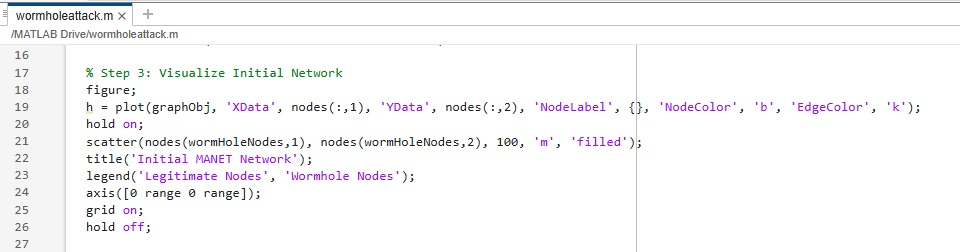 wormholeattack.m × +
/MATLAB Drive/wormholeattack.m
16
17 % Step 3: Visualize Initial Network
18 figure;
19 h = plot(graphObj, 'XData', nodes(:,1), 'YData', nodes(:,2), 'NodeLabel', {}, 'NodeColor', 'b', 'EdgeColor', 'k');
20 hold on;
21 scatter(nodes(wormHoleNodes,1), nodes(wormHoleNodes,2), 100, 'm', 'filled');
22 title('Initial MANET Network');
23 legend('Legitimate Nodes', 'Wormhole Nodes');
24 axis([0 range 0 range]);
25 grid on;
26 hold off;
27